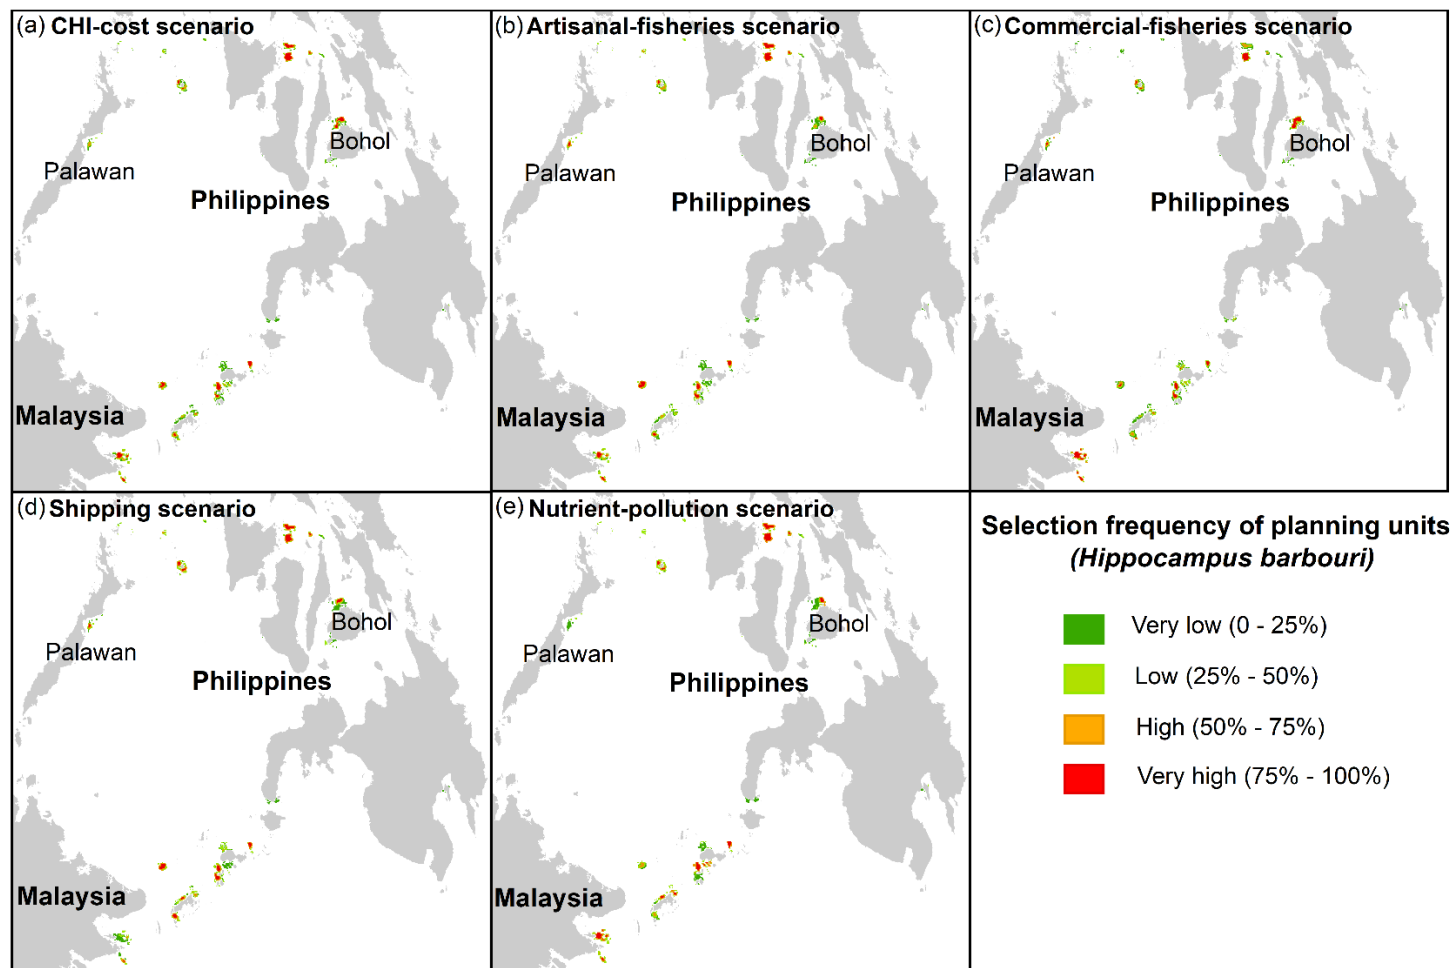 (a) CHI-cost scenario
Bohol
Palawan
Philippines
Malaysia
(b) Artisanal-fisheries scenario
Bohol
Palawan
Philippines
Malaysia
(c) Commercial-fisheries scenario
Bohol
Palawan
Philippines
Malaysia
(d) Shipping scenario
Bohol
Palawan
Philippines
Malaysia
(e) Nutrient-pollution scenario
Bohol
Palawan
Philippines
Malaysia
Selection frequency of planning units
(Hippocampus barbouri)
Very low (0 - 25%)
Low (25% - 50%)
High (50% - 75%)
Very high (75% - 100%)